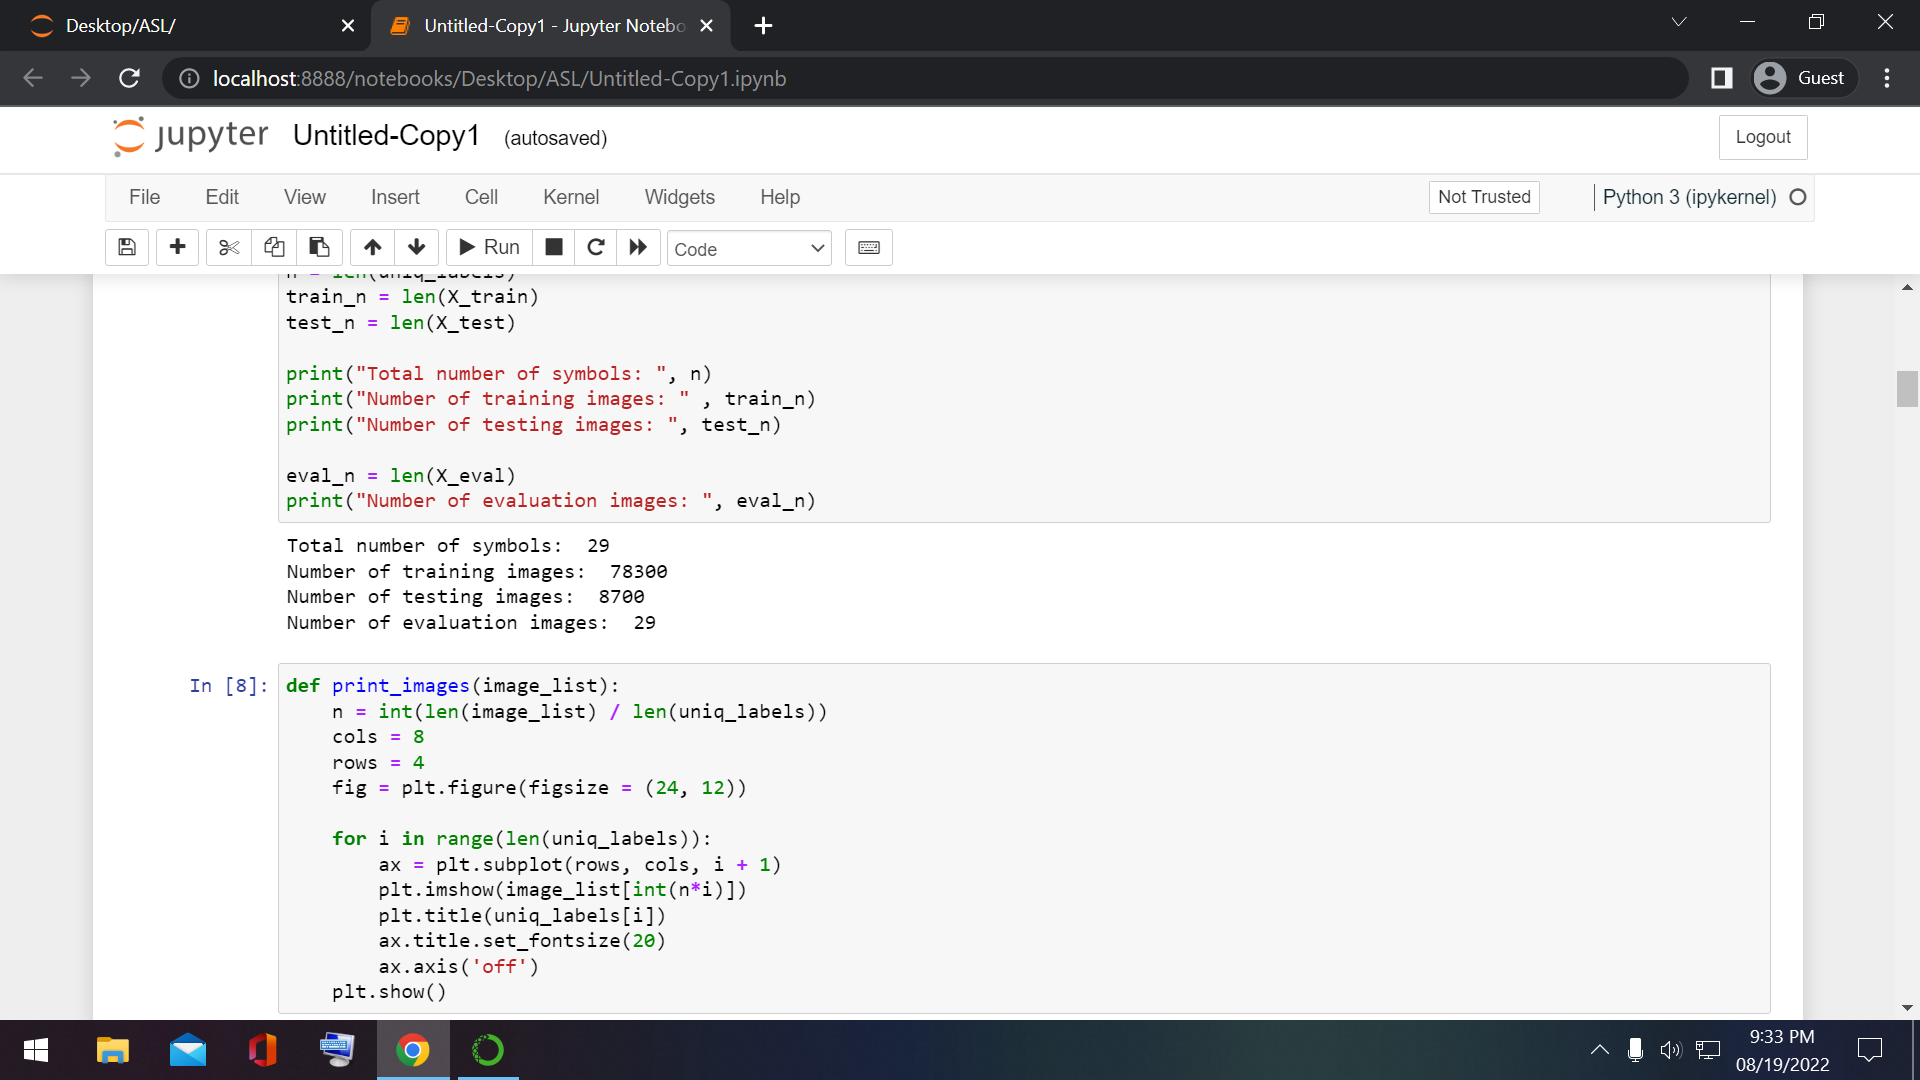 Desktop/ASL/
Untitled-Copy1 - Jupyter Notebo
localhost:8888/notebooks/Desktop/ASL/Untitled-Copy1.ipynb
Guest
jupyter Untitled-Copy1 (autosaved)
Logout
File Edit View Insert Cell Kernel Widgets Help
Not Trusted
Python 3 (ipykernel)
Run
Code
n = len(uniq_labels)
train_n = len(X_train)
test_n = len(X_test)
print("Total number of symbols: ", n)
print("Number of training images: " , train_n)
print("Number of testing images: ", test_n)
eval_n = len(X_eval)
print("Number of evaluation images: ", eval_n)
Total number of symbols:  29
Number of training images:  78300
Number of testing images:  8700
Number of evaluation images:  29
In [8]: def print_images(image_list):
    n = int(len(image_list) / len(uniq_labels))
    cols = 8
    rows = 4
    fig = plt.figure(figsize = (24, 12))
    for i in range(len(uniq_labels)):
        ax = plt.subplot(rows, cols, i + 1)
        plt.imshow(image_list[int(n*i)])
        plt.title(uniq_labels[i])
        ax.title.set_fontsize(20)
        ax.axis('off')
    plt.show()
9:33 PM
08/19/2022